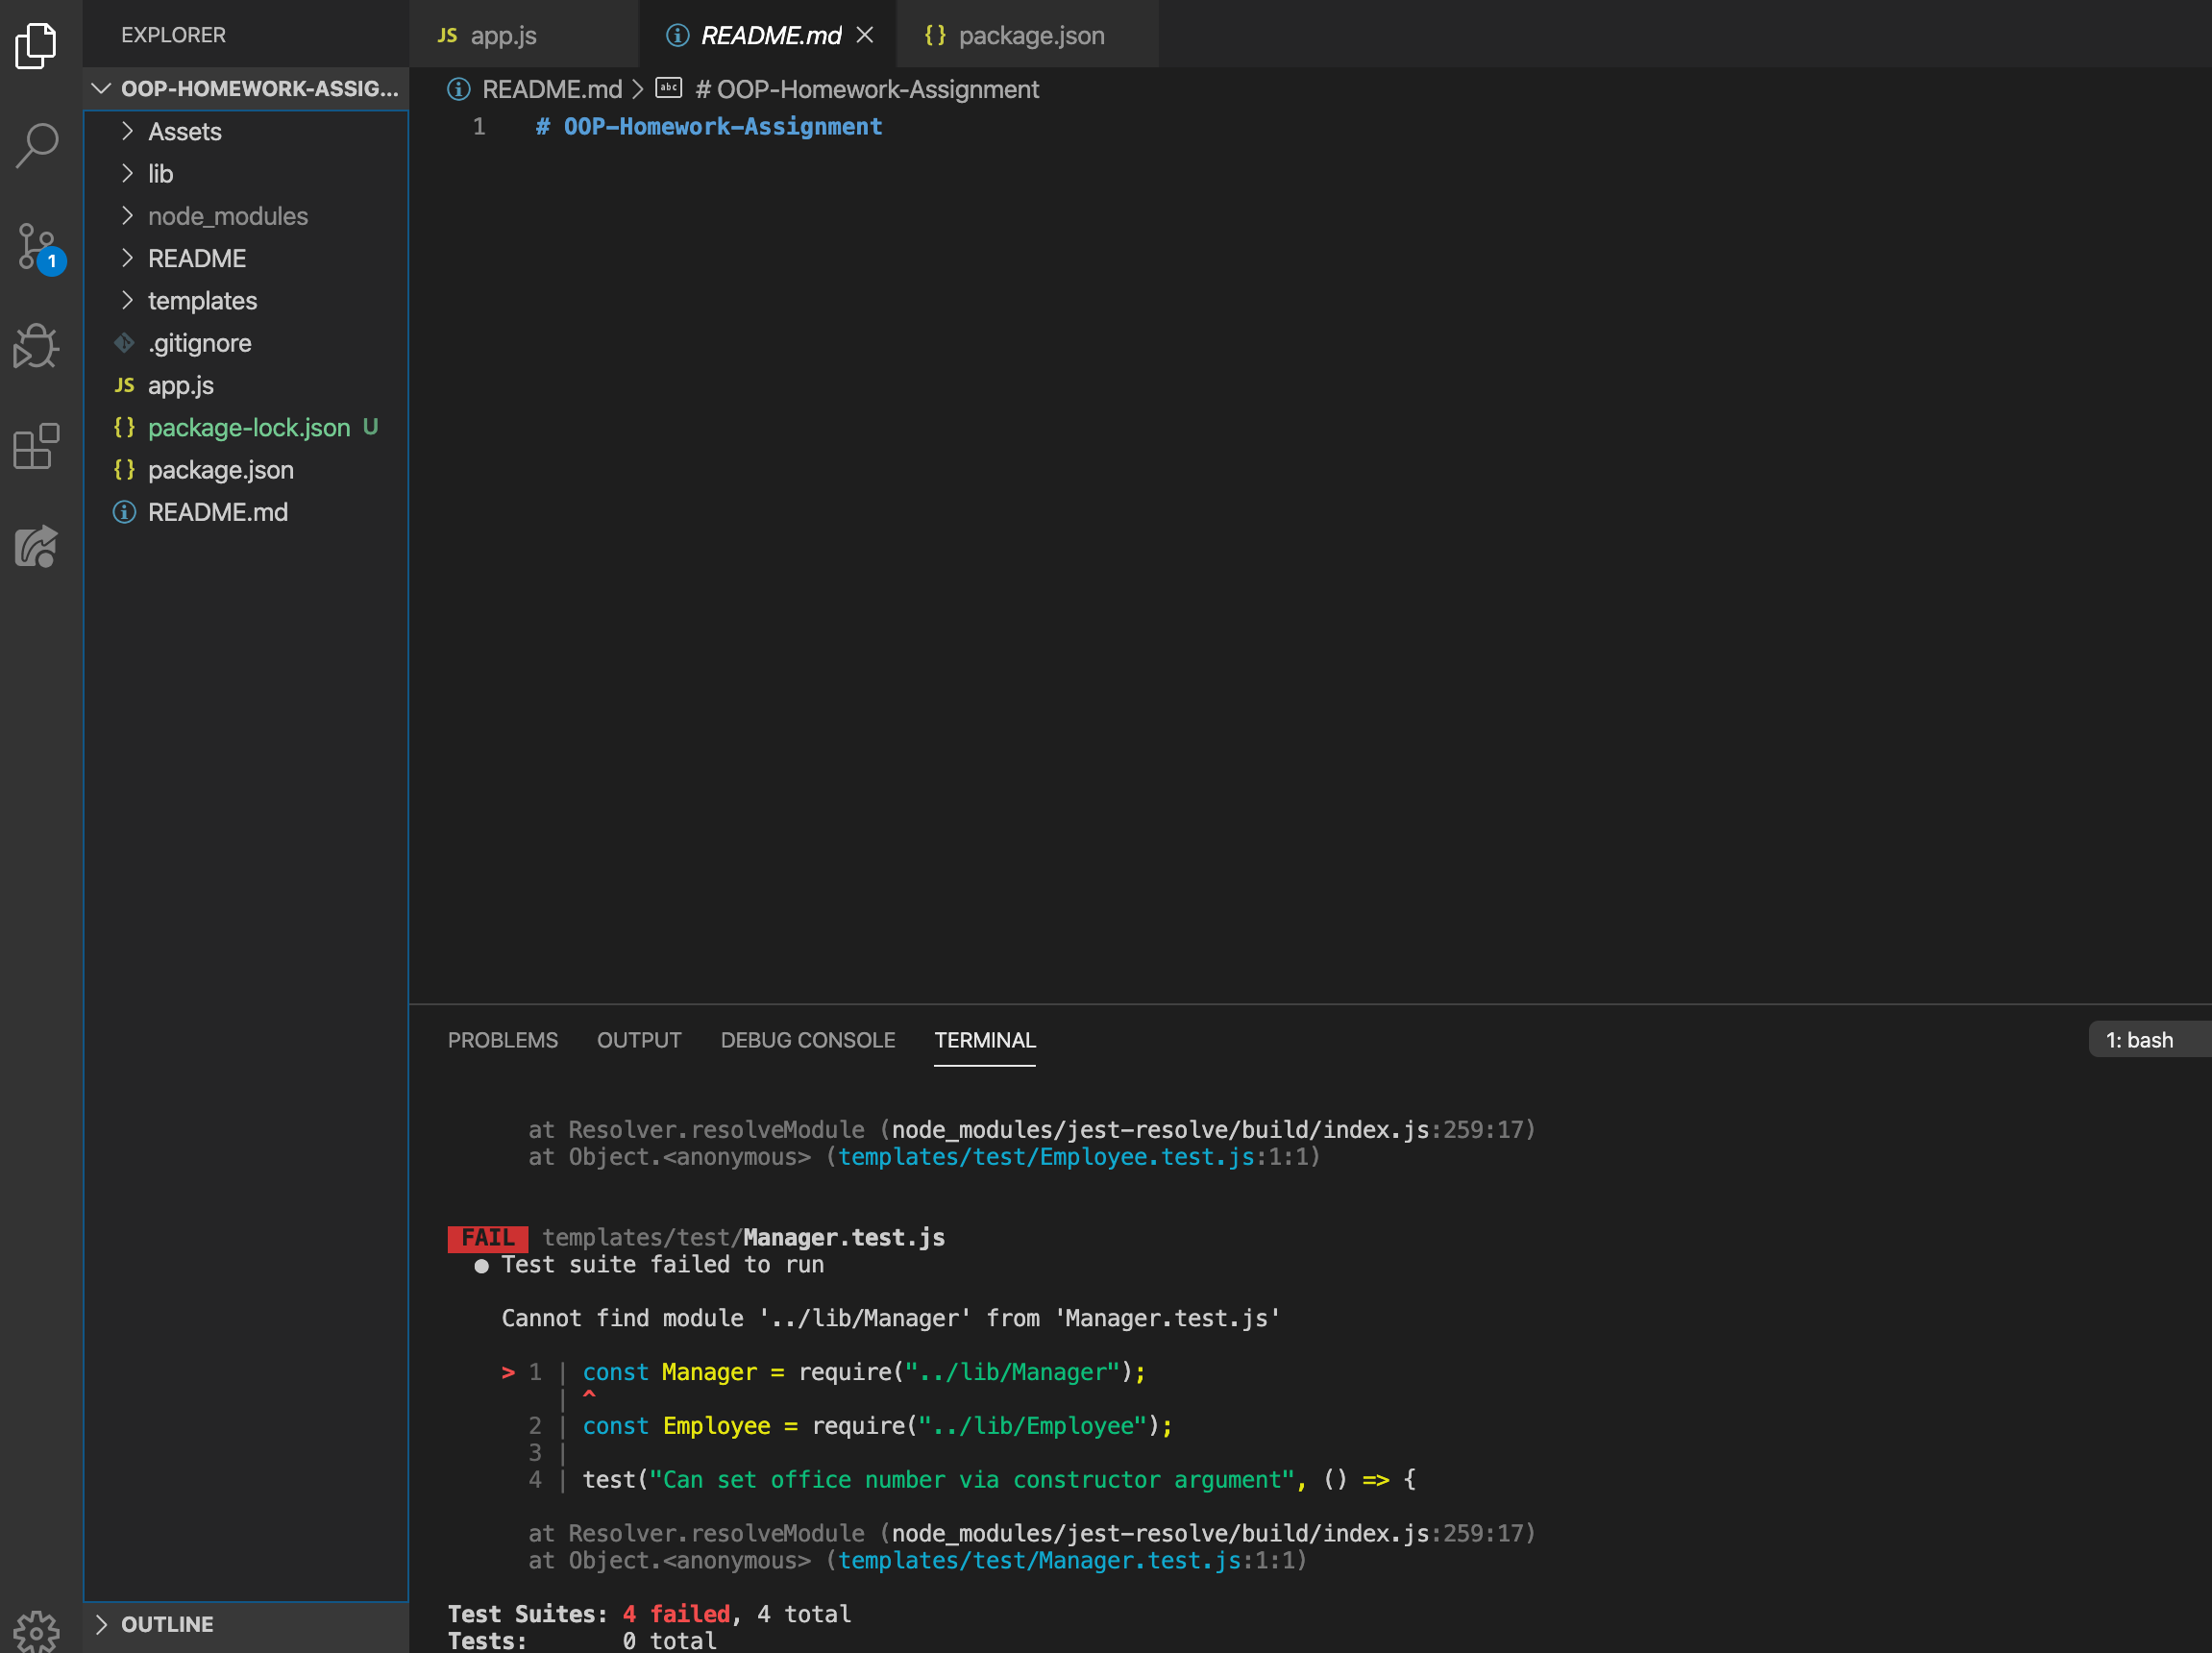 EXPLORER
OOP-HOMEWORK-ASSIG...
Assets
lib
node_modules
README
templates
.gitignore
JS app.js
{} package-lock.json U
{} package.json
README.md
OUTLINE
1
JS app.js
README.md
{} package.json
README.md > abc # OOP-Homework-Assignment
1 # OOP-Homework-Assignment
PROBLEMS OUTPUT DEBUG CONSOLE TERMINAL
1: bash
at Resolver.resolveModule (node_modules/jest-resolve/build/index.js:259:17)
at Object.<anonymous> (templates/test/Employee.test.js:1:1)
FAIL templates/test/Manager.test.js
● Test suite failed to run
Cannot find module '../lib/Manager' from 'Manager.test.js'
> 1 | const Manager = require("../lib/Manager");
| ^
2 | const Employee = require("../lib/Employee");
3 |
4 | test("Can set office number via constructor argument", () => {
at Resolver.resolveModule (node_modules/jest-resolve/build/index.js:259:17)
at Object.<anonymous> (templates/test/Manager.test.js:1:1)
Test Suites: 4 failed, 4 total
Tests: 0 total